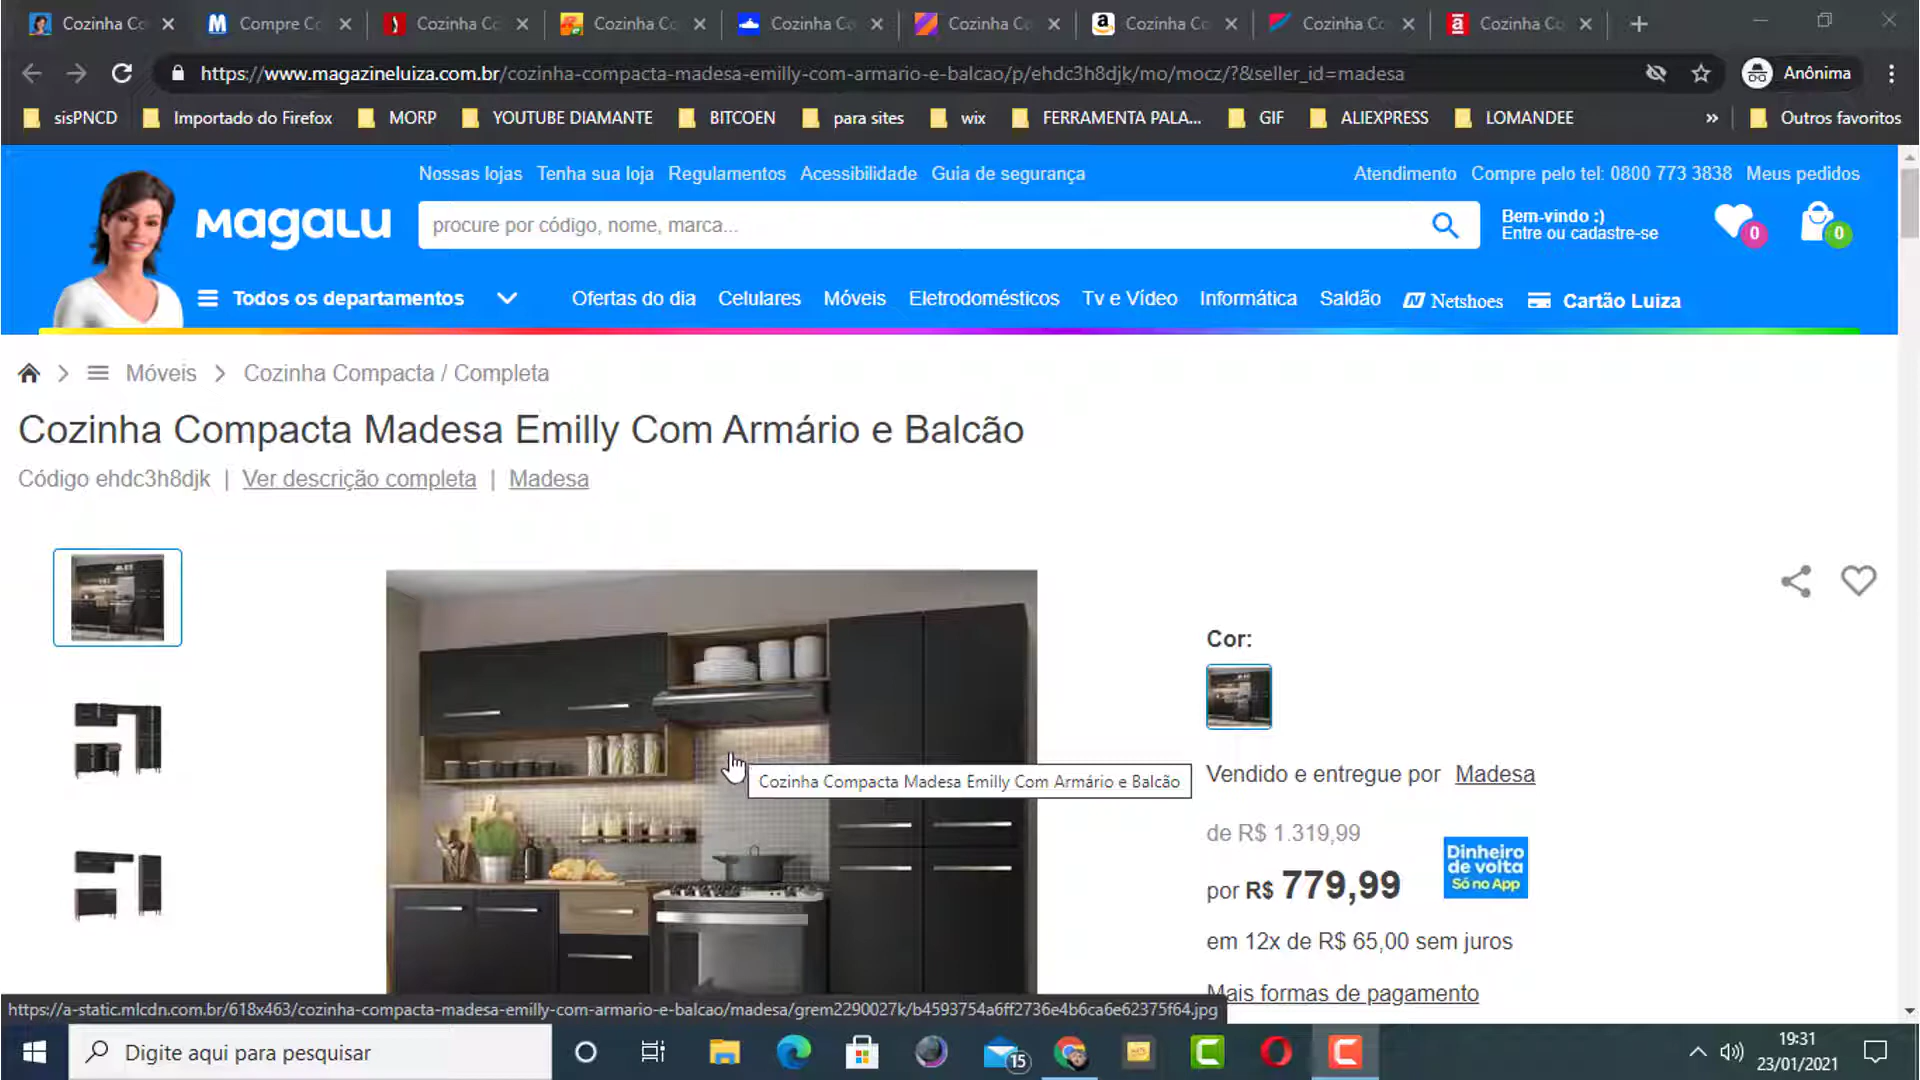 Cozinha Co
Compre Co
Cozinha Co
Cozinha Co
Cozinha Co
Cozinha Co
Cozinha Co
Cozinha Co
Cozinha Co
https://www.magazineluiza.com.br/cozinha-compacta-madesa-emilly-com-armario-e-balcao/p/ehdc3h8djk/mo/mocz/?&seller_id=madesa
Anônima
sisPNCD
Importado do Firefox
MORP
YOUTUBE DIAMANTE
BITCOEN
para sites
wix
FERRAMENTA PALA...
GIF
ALIEXPRESS
LOMANDEE
»
Outros favoritos
Nossas lojas Tenha sua loja Regulamentos Acessibilidade Guia de segurança
Atendimento Compre pelo tel: 0800 773 3838 Meus pedidos
MAGALU
procure por código, nome, marca...
Bem-vindo :)
Entre ou cadastre-se
0
0
Todos os departamentos
Ofertas do dia Celulares Móveis Eletrodomésticos Tv e Vídeo Informática Saldão Netshoes Cartão Luiza
Móveis > Cozinha Compacta / Completa
Cozinha Compacta Madesa Emilly Com Armário e Balcão
Código ehdc3h8djk | Ver descrição completa | Madesa
Cor:
Cozinha Compacta Madesa Emilly Com Armário e Balcão
Vendido e entregue por Madesa
de R$ 1.319,99
por R$ 779,99
Dinheiro
de volta
Só no App
em 12x de R$ 65,00 sem juros
Mais formas de pagamento
https://a-static.mlcdn.com.br/618x463/cozinha-compacta-madesa-emilly-com-armario-e-balcao/madesa/grem2290027k/b4593754a6ff2736e4b6ca6e62375f64.jpg
Digite aqui para pesquisar
15
19:31
23/01/2021